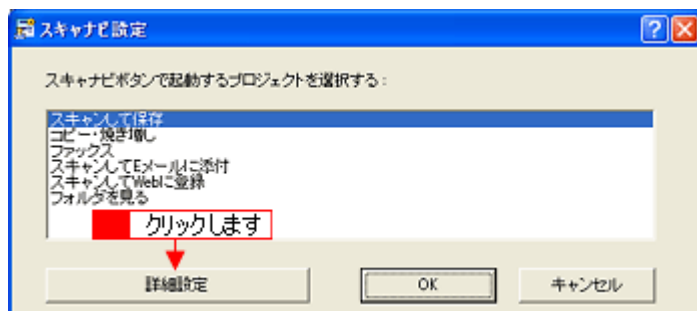 スキャナビ設定
スキャナビボタンで起動するプロジェクトを選択する:
スキャンして保存
コピー・焼き増し
ファックス
スキャンしてEメールに添付
スキャンしてWebに登録
フォルダを見る
クリックします
詳細設定
OK
キャンセル